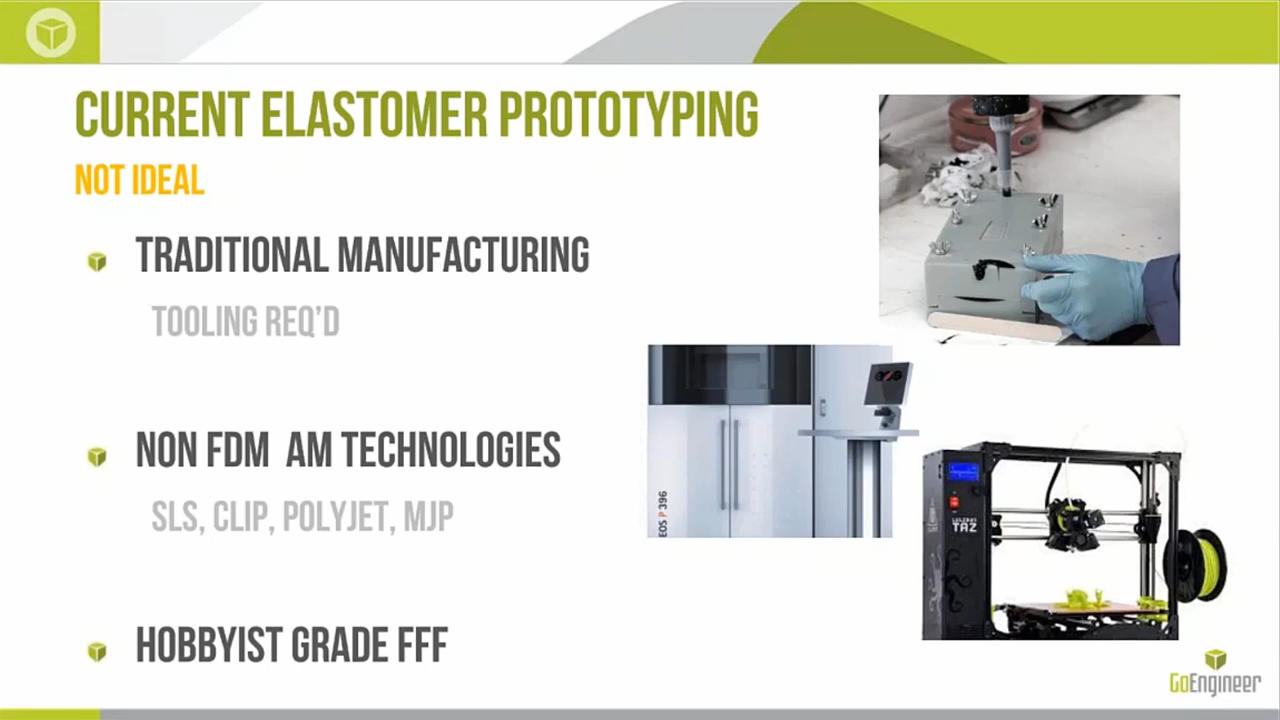 CURRENT ELASTOMER PROTOTYPING
NOT IDEAL
TRADITIONAL MANUFACTURING
TOOLING REQ'D
NON FDM AM TECHNOLOGIES
SLS, CLIP, POLYJET, MJP
HOBBYIST GRADE FFF
EOS P 396
LULZBOT
TAZ
GoEngineer